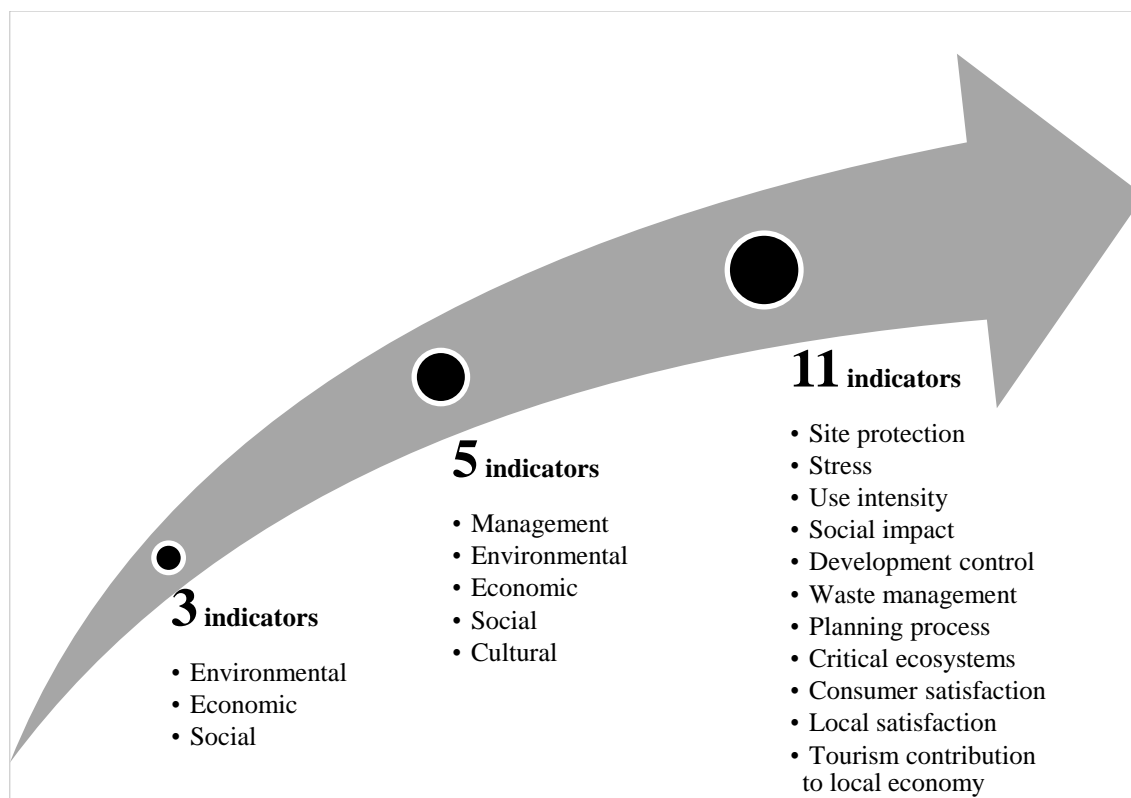 3 indicators
• Environmental
• Economic
• Social
5 indicators
• Management
• Environmental
• Economic
• Social
• Cultural
11 indicators
• Site protection
• Stress
• Use intensity
• Social impact
• Development control
• Waste management
• Planning process
• Critical ecosystems
• Consumer satisfaction
• Local satisfaction
• Tourism contribution
to local economy